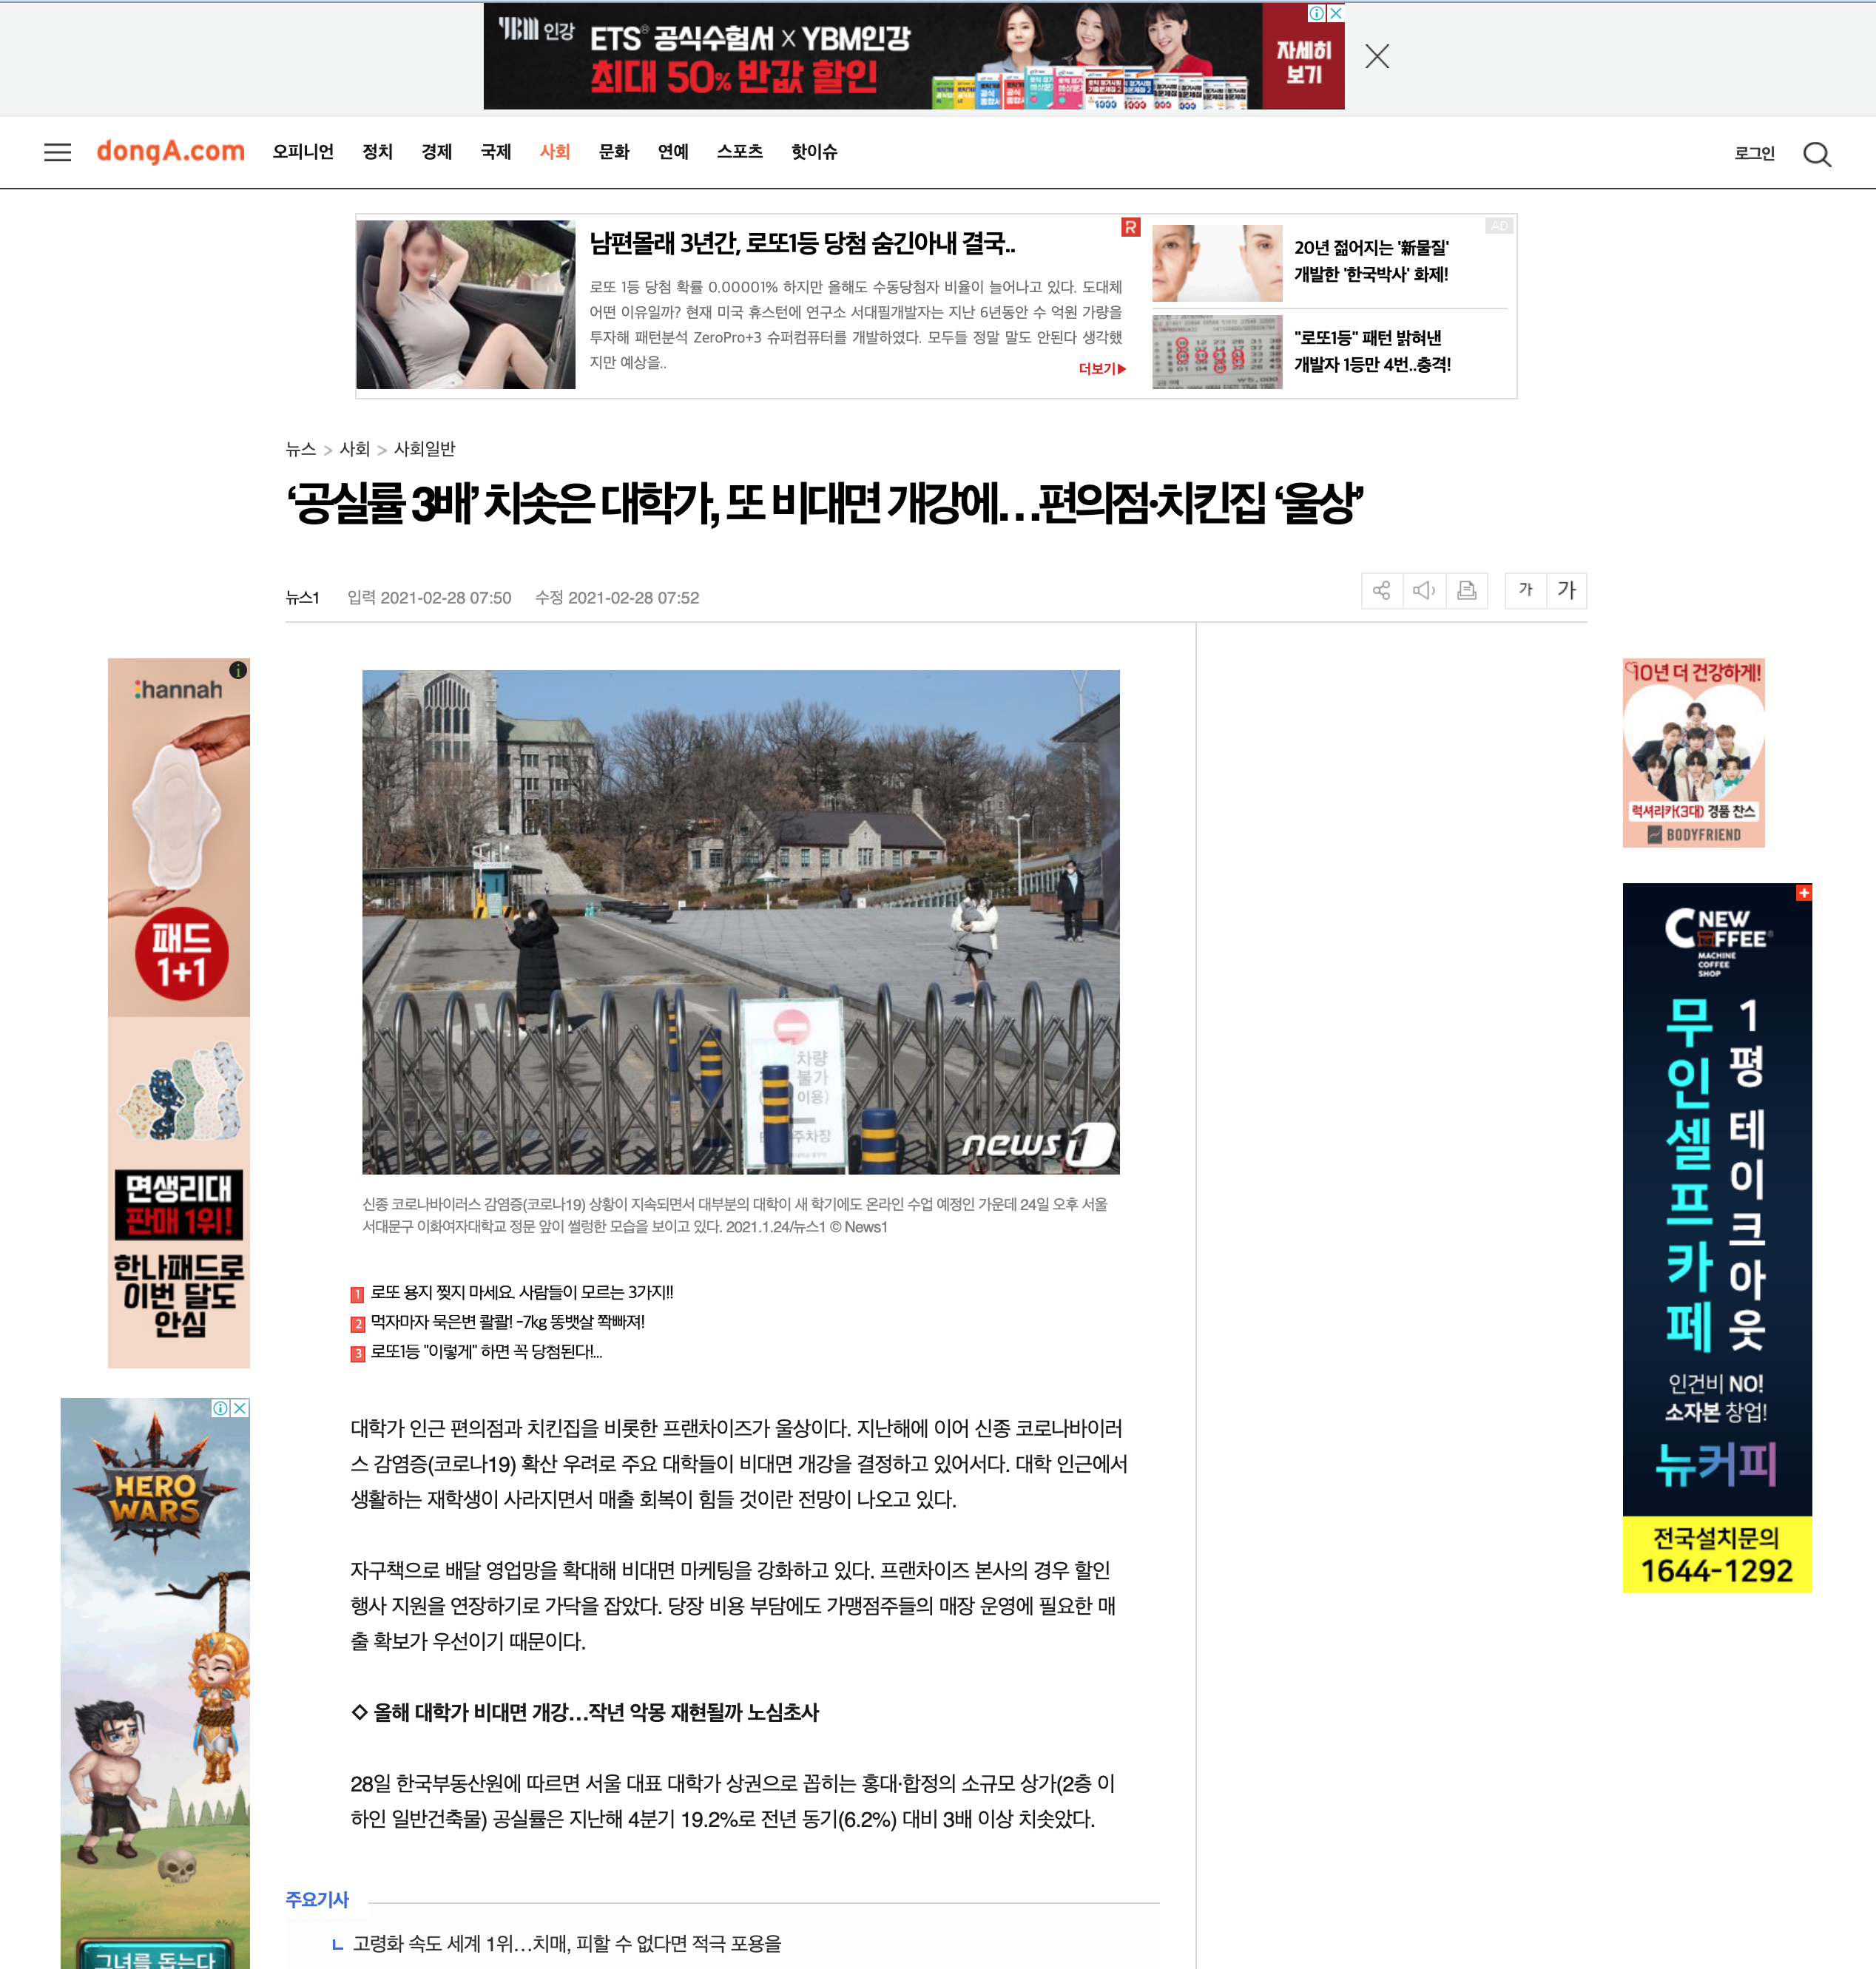 YBM 인강
ETS® 공식수험서 X YBM인강
최대 50% 반값 할인
자세히
보기
dongA.com
오피니언 정치 경제 국제 사회 문화 연예 스포츠 핫이슈
로그인
남편몰래 3년간, 로또1등 당첨 숨긴아내 결국..
R
로또 1등 당첨 확률 0.00001% 하지만 올해도 수동당첨자 비율이 늘어나고 있다. 도대체
어떤 이유일까? 현재 미국 휴스턴에 연구소 서대필개발자는 지난 6년동안 수 억원 가량을
투자해 패턴분석 ZeroPro+3 슈퍼컴퓨터를 개발하였다. 모두들 정말 말도 안된다 생각했
지만 예상을..
더보기▶
AD
20년 젊어지는 '新물질'
개발한 '한국박사' 화제!
"로또1등" 패턴 밝혀낸
개발자 1등만 4번..충격!
뉴스 > 사회 > 사회일반
‘공실률 3배’ 치솟은 대학가, 또 비대면 개강에…편의점·치킨집 ‘울상’
뉴스1 입력 2021-02-28 07:50 수정 2021-02-28 07:52
가 가
차량
불가
이용)
주차장
news1
신종 코로나바이러스 감염증(코로나19) 상황이 지속되면서 대부분의 대학이 새 학기에도 온라인 수업 예정인 가운데 24일 오후 서울
서대문구 이화여자대학교 정문 앞이 썰렁한 모습을 보이고 있다. 2021.1.24/뉴스1 © News1
1 로또 용지 찢지 마세요. 사람들이 모르는 3가지!!
2 먹자마자 묵은변 콸콸! -7kg 똥뱃살 쫙빠져!
3 로또1등 "이렇게" 하면 꼭 당첨된다!...
대학가 인근 편의점과 치킨집을 비롯한 프랜차이즈가 울상이다. 지난해에 이어 신종 코로나바이러
스 감염증(코로나19) 확산 우려로 주요 대학들이 비대면 개강을 결정하고 있어서다. 대학 인근에서
생활하는 재학생이 사라지면서 매출 회복이 힘들 것이란 전망이 나오고 있다.
자구책으로 배달 영업망을 확대해 비대면 마케팅을 강화하고 있다. 프랜차이즈 본사의 경우 할인
행사 지원을 연장하기로 가닥을 잡았다. 당장 비용 부담에도 가맹점주들의 매장 운영에 필요한 매
출 확보가 우선이기 때문이다.
◇ 올해 대학가 비대면 개강…작년 악몽 재현될까 노심초사
28일 한국부동산원에 따르면 서울 대표 대학가 상권으로 꼽히는 홍대·합정의 소규모 상가(2층 이
하인 일반건축물) 공실률은 지난해 4분기 19.2%로 전년 동기(6.2%) 대비 3배 이상 치솟았다.
주요기사
ㄴ 고령화 속도 세계 1위…치매, 피할 수 없다면 적극 포용을
hannah
패드
1+1
면생리대
판매 1위!
한나패드로
이번 달도
안심
HERO
WARS
그녀를 돕는다
10년 더 건강하게!
럭셔리카(3대) 경품 찬스
BODYFRIEND
NEW
COFFEE®
MACHINE
COFFEE
SHOP
1평 테이크아웃
무인셀프카페
인건비 NO!
소자본 창업!
뉴커피
전국설치문의
1644-1292